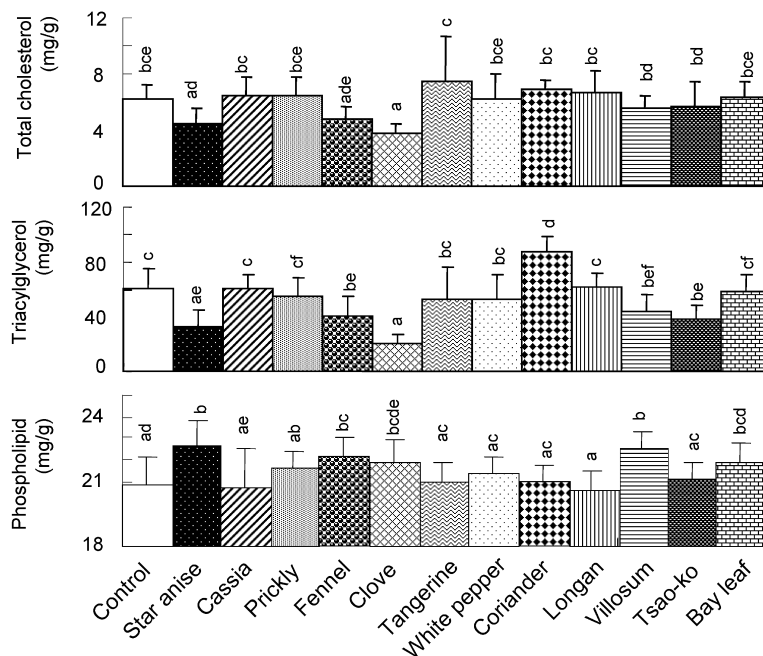 Total cholesterol
(mg/g)
12
8
4
0
bce
ad
bc
bce
ade
a
c
bce
bc
bc
bd
bd
bce
Triacylglycerol
(mg/g)
120
80
40
0
c
ae
c
cf
be
a
bc
bc
d
c
bef
be
cf
Phospholipid
(mg/g)
24
21
18
ad
b
ae
ab
bc
bcde
ac
ac
ac
a
b
ac
bcd
Control
Star anise
Cassia
Prickly
Fennel
Clove
Tangerine
White pepper
Coriander
Longan
Villosum
Tsao-ko
Bay leaf